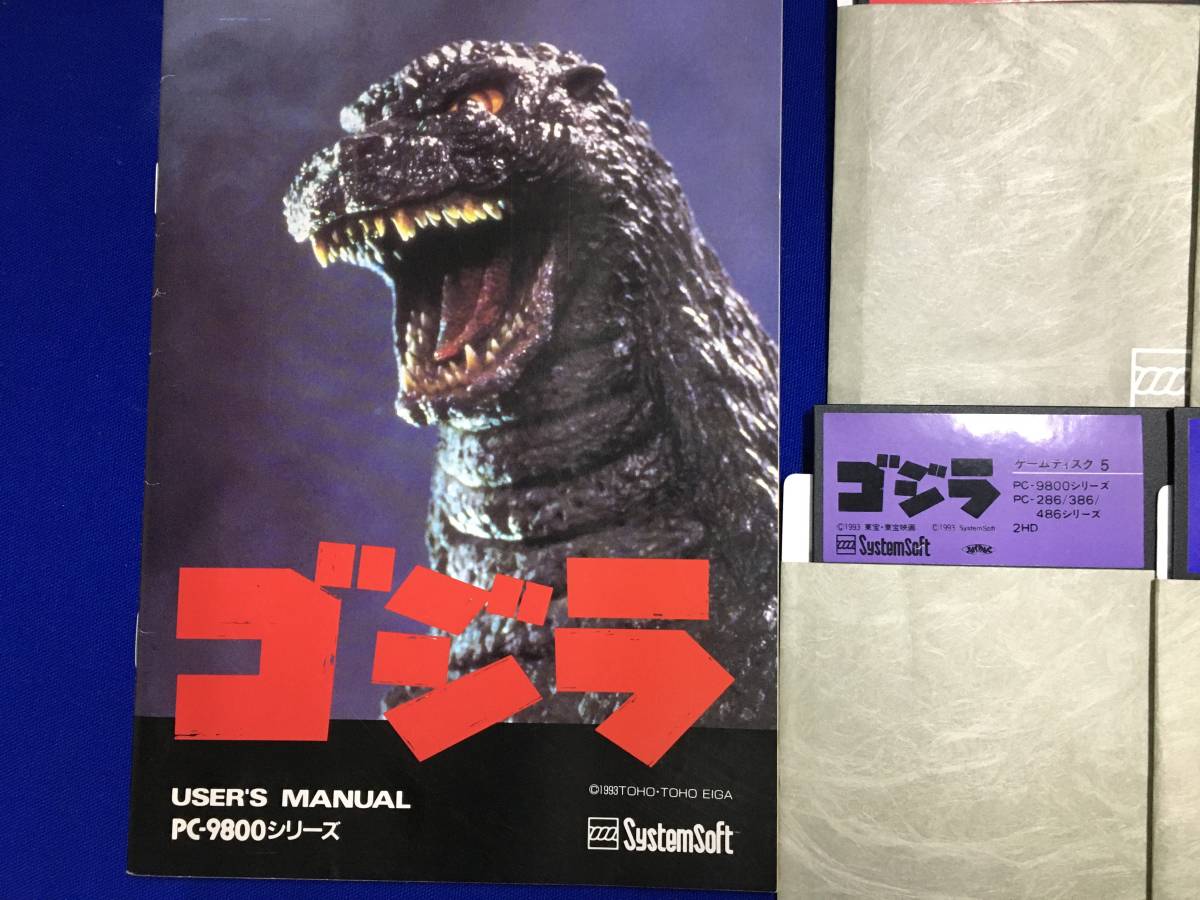 ゴジラ
USER'S MANUAL
PC-9800シリーズ
©1993 TOHO・TOHO EIGA
SystemSoft
ゴジラ
ゲームディスク 5
PC-9800シリーズ
PC-286/386/
486シリーズ
2HD
©1993 東宝・東宝映画 ©1993 SystemSoft
SystemSoft